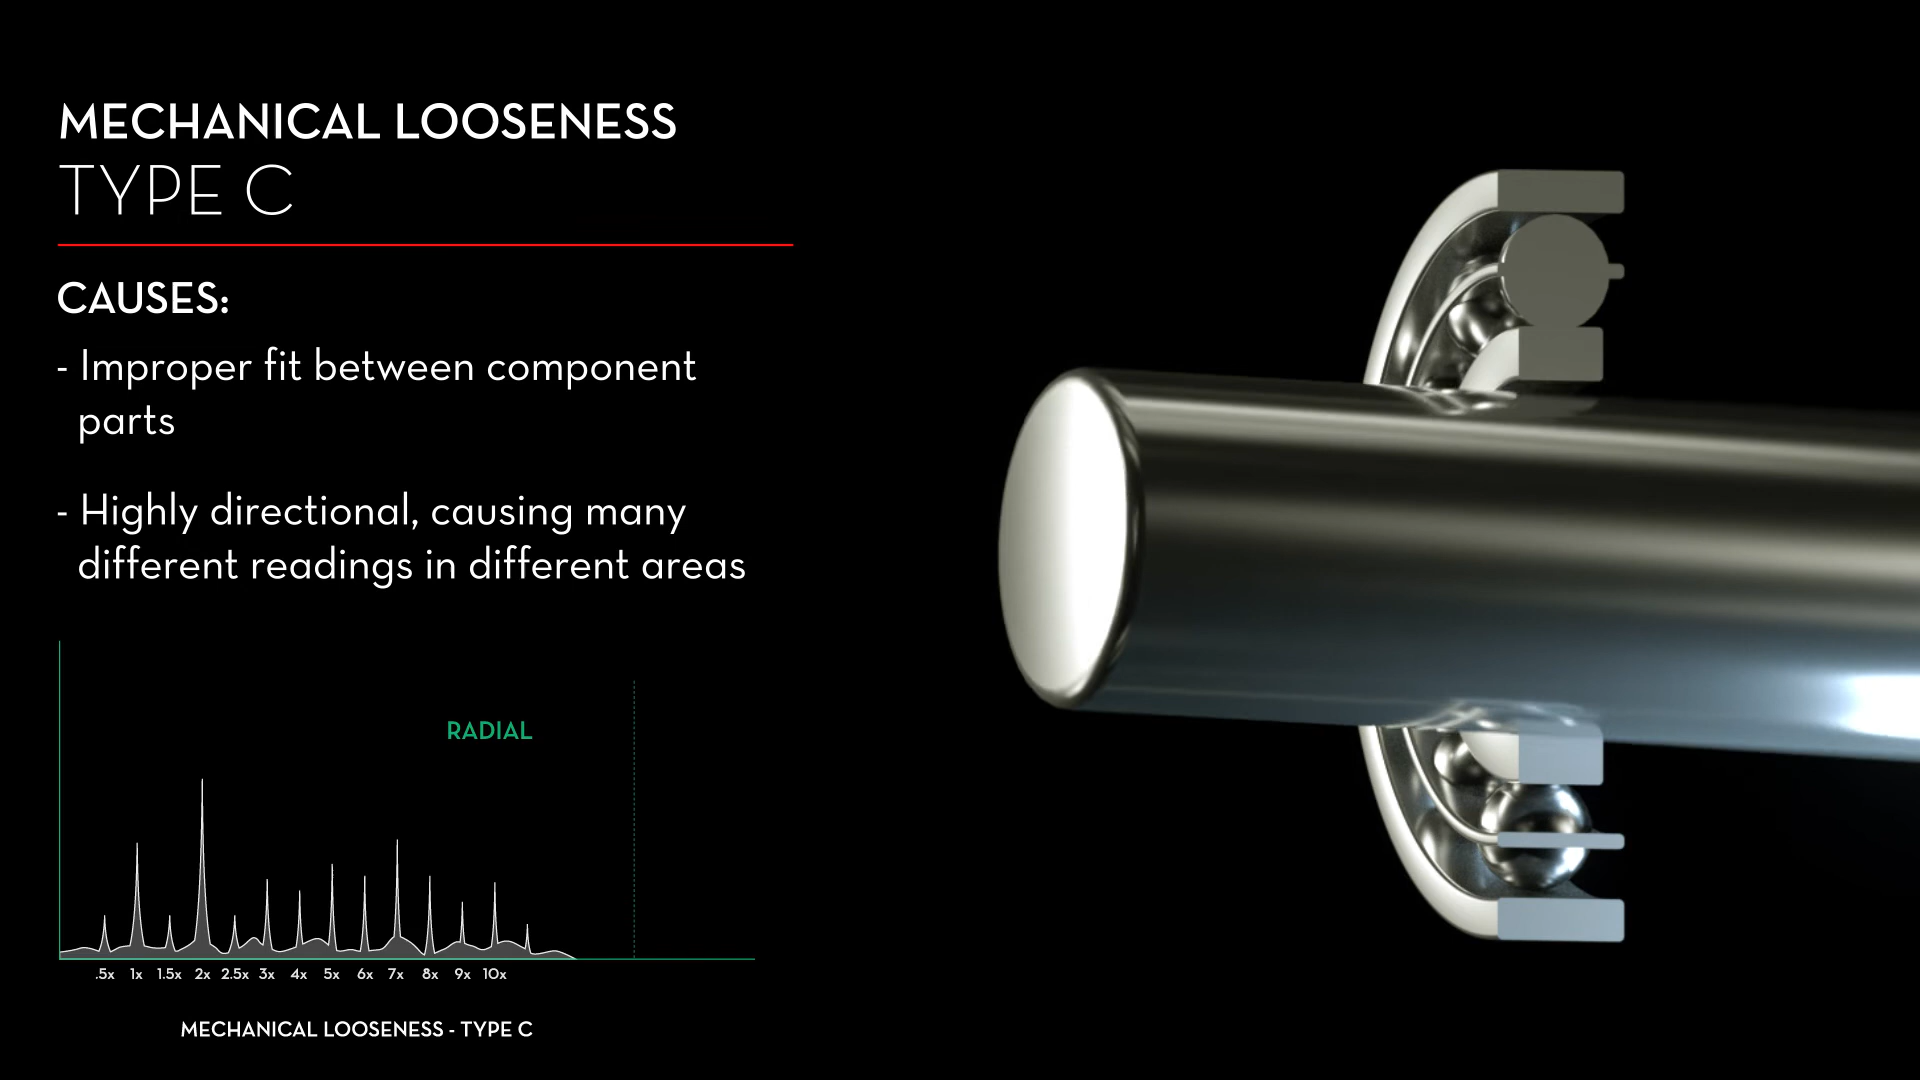 MECHANICAL LOOSENESS
TYPE C
CAUSES:
- Improper fit between component
parts
- Highly directional, causing many
different readings in different areas
RADIAL
.5x 1x 1.5x 2x 2.5x 3x 4x 5x 6x 7x 8x 9x 10x
MECHANICAL LOOSENESS - TYPE C